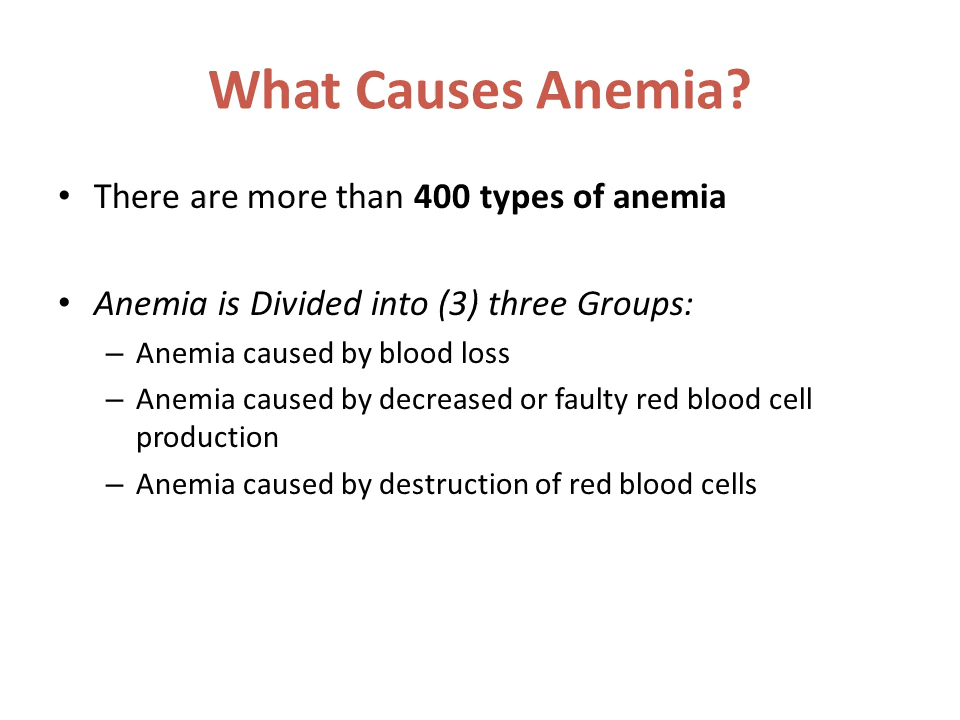 What Causes Anemia?
• There are more than 400 types of anemia
• Anemia is Divided into (3) three Groups:
– Anemia caused by blood loss
– Anemia caused by decreased or faulty red blood cell
production
– Anemia caused by destruction of red blood cells